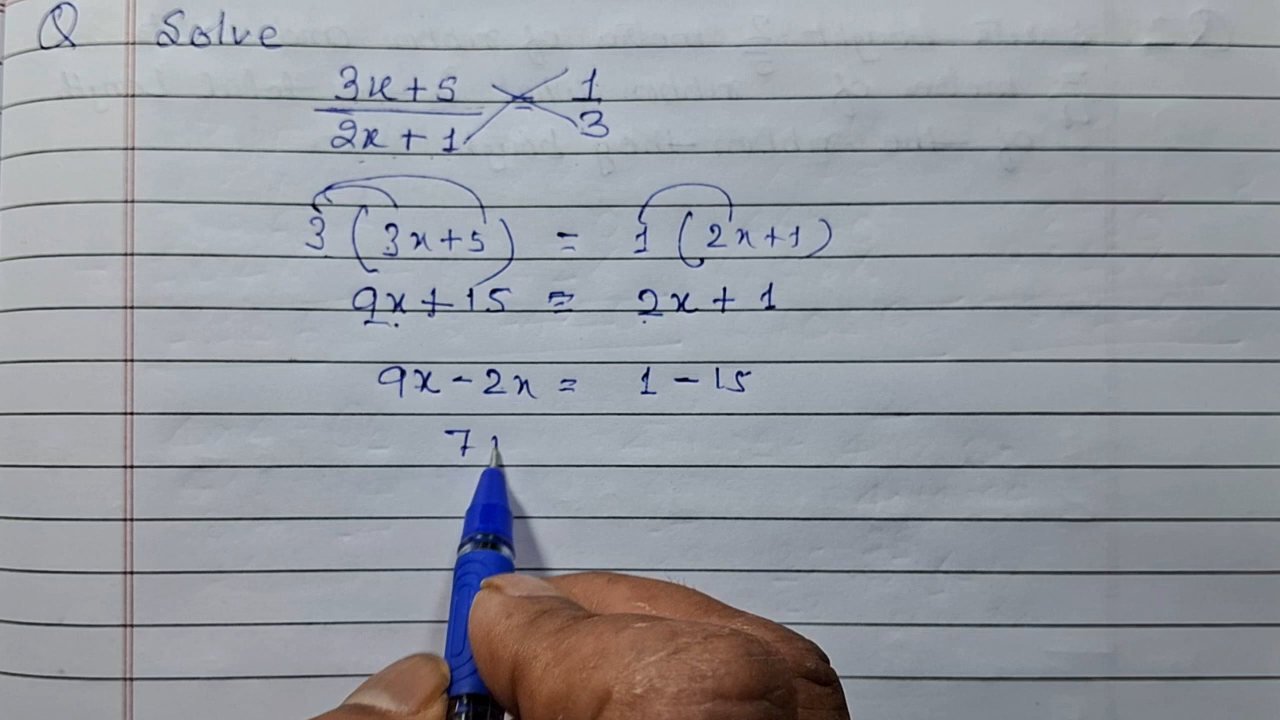 Q Solve
3x+5 / 2x+1 = 1/3
3(3x+5) = 1(2x+1)
9x+15 = 2x+1
9x-2x = 1-15
7